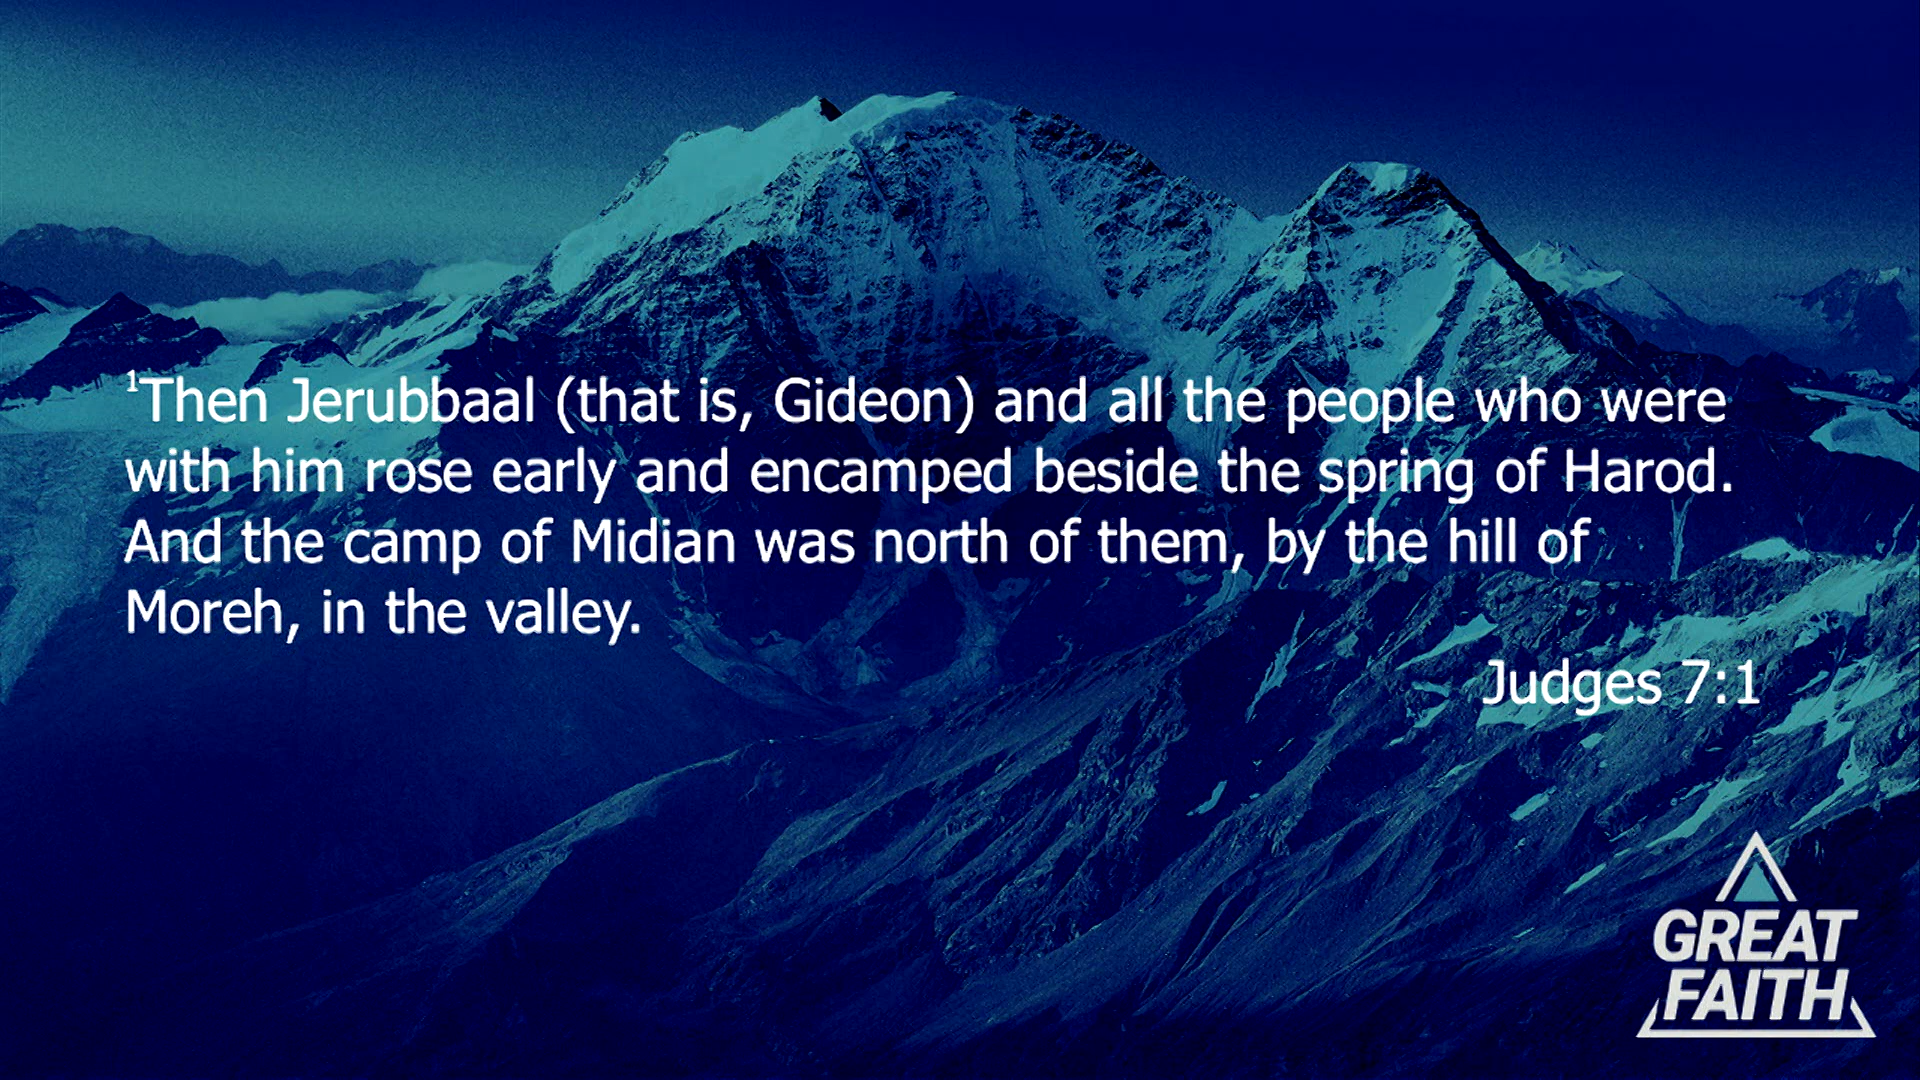 ¹Then Jerubbaal (that is, Gideon) and all the people who were
with him rose early and encamped beside the spring of Harod.
And the camp of Midian was north of them, by the hill of
Moreh, in the valley.
Judges 7:1
GREAT
FAITH